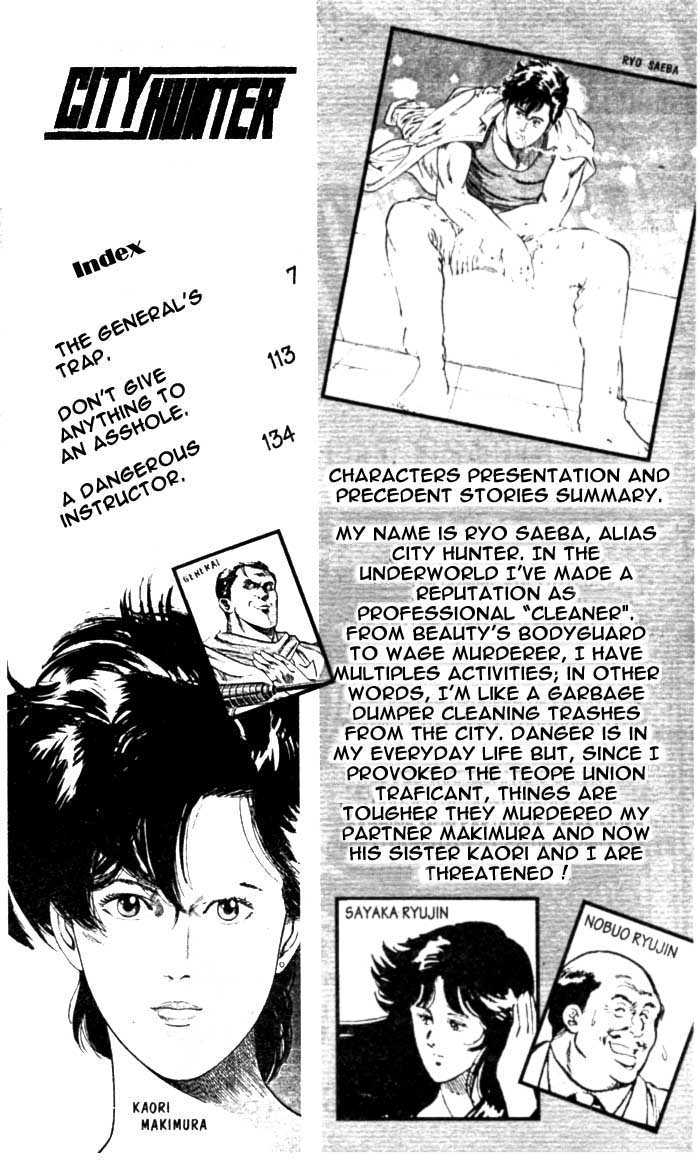 CITY HUNTER
Index
7
THE GENERAL'S
TRAP.
113
DON'T GIVE
ANYTHING TO
AN ASSHOLE.
134
A DANGEROUS
INSTRUCTOR.
GENERAL
KAORI
MAKIMURA
RYO SAEBA
CHARACTERS PRESENTATION AND
PRECEDENT STORIES SUMMARY.
MY NAME IS RYO SAEBA, ALIAS
CITY HUNTER. IN THE
UNDERWORLD I'VE MADE A
REPUTATION AS
PROFESSIONAL "CLEANER".
FROM BEAUTY'S BODYGUARD
TO WAGE MURDERER, I HAVE
MULTIPLES ACTIVITIES; IN OTHER
WORDS, I'M LIKE A GARBAGE
DUMPER CLEANING TRASHES
FROM THE CITY. DANGER IS IN
MY EVERYDAY LIFE BUT, SINCE I
PROVOKED THE TEOPE UNION
TRAFICANT, THINGS ARE
TOUGHER THEY MURDERED MY
PARTNER MAKIMURA AND NOW
HIS SISTER KAORI AND I ARE
THREATENED !
SAYAKA RYUJIN
NOBUO RYUJIN